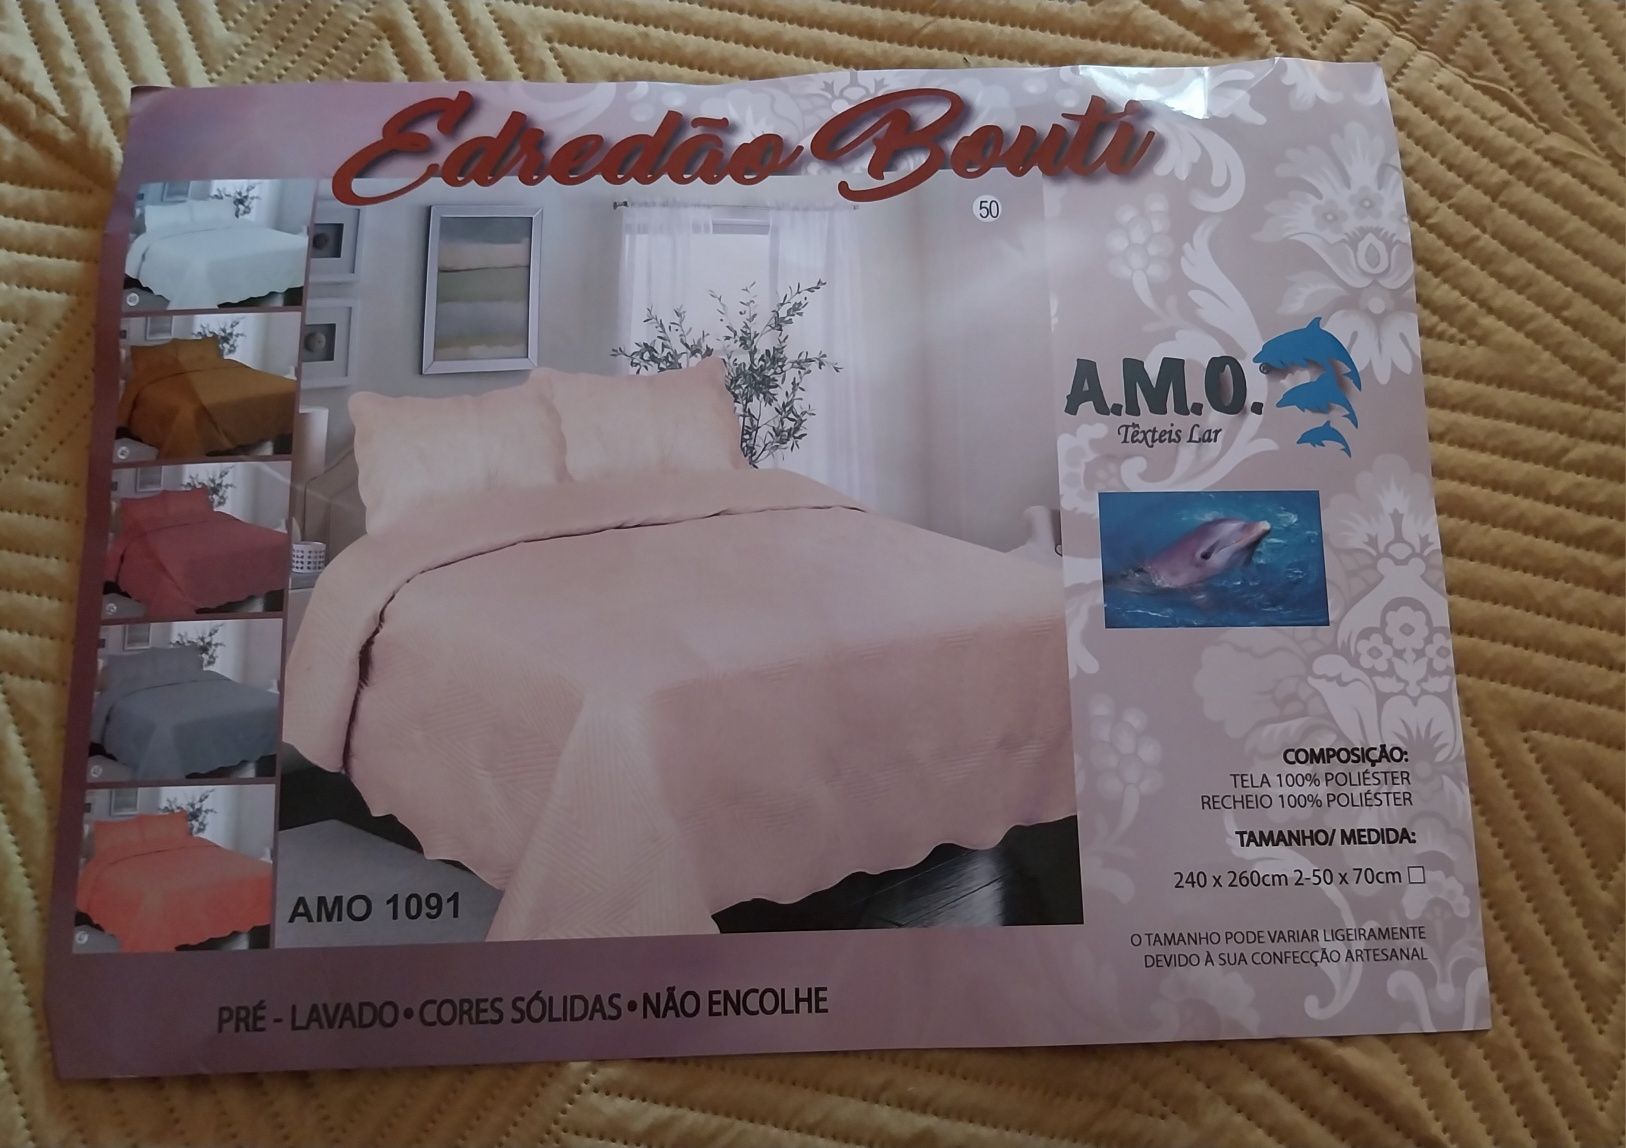 Edredão Bouti
50
A.M.O.
Têxteis Lar
COMPOSIÇÃO:
TELA 100% POLIÉSTER
RECHEIO 100% POLIÉSTER
TAMANHO/ MEDIDA:
240 x 260cm 2-50 x 70cm
O TAMANHO PODE VARIAR LIGEIRAMENTE
DEVIDO À SUA CONFECÇÃO ARTESANAL
AMO 1091
PRÉ - LAVADO • CORES SÓLIDAS • NÃO ENCOLHE